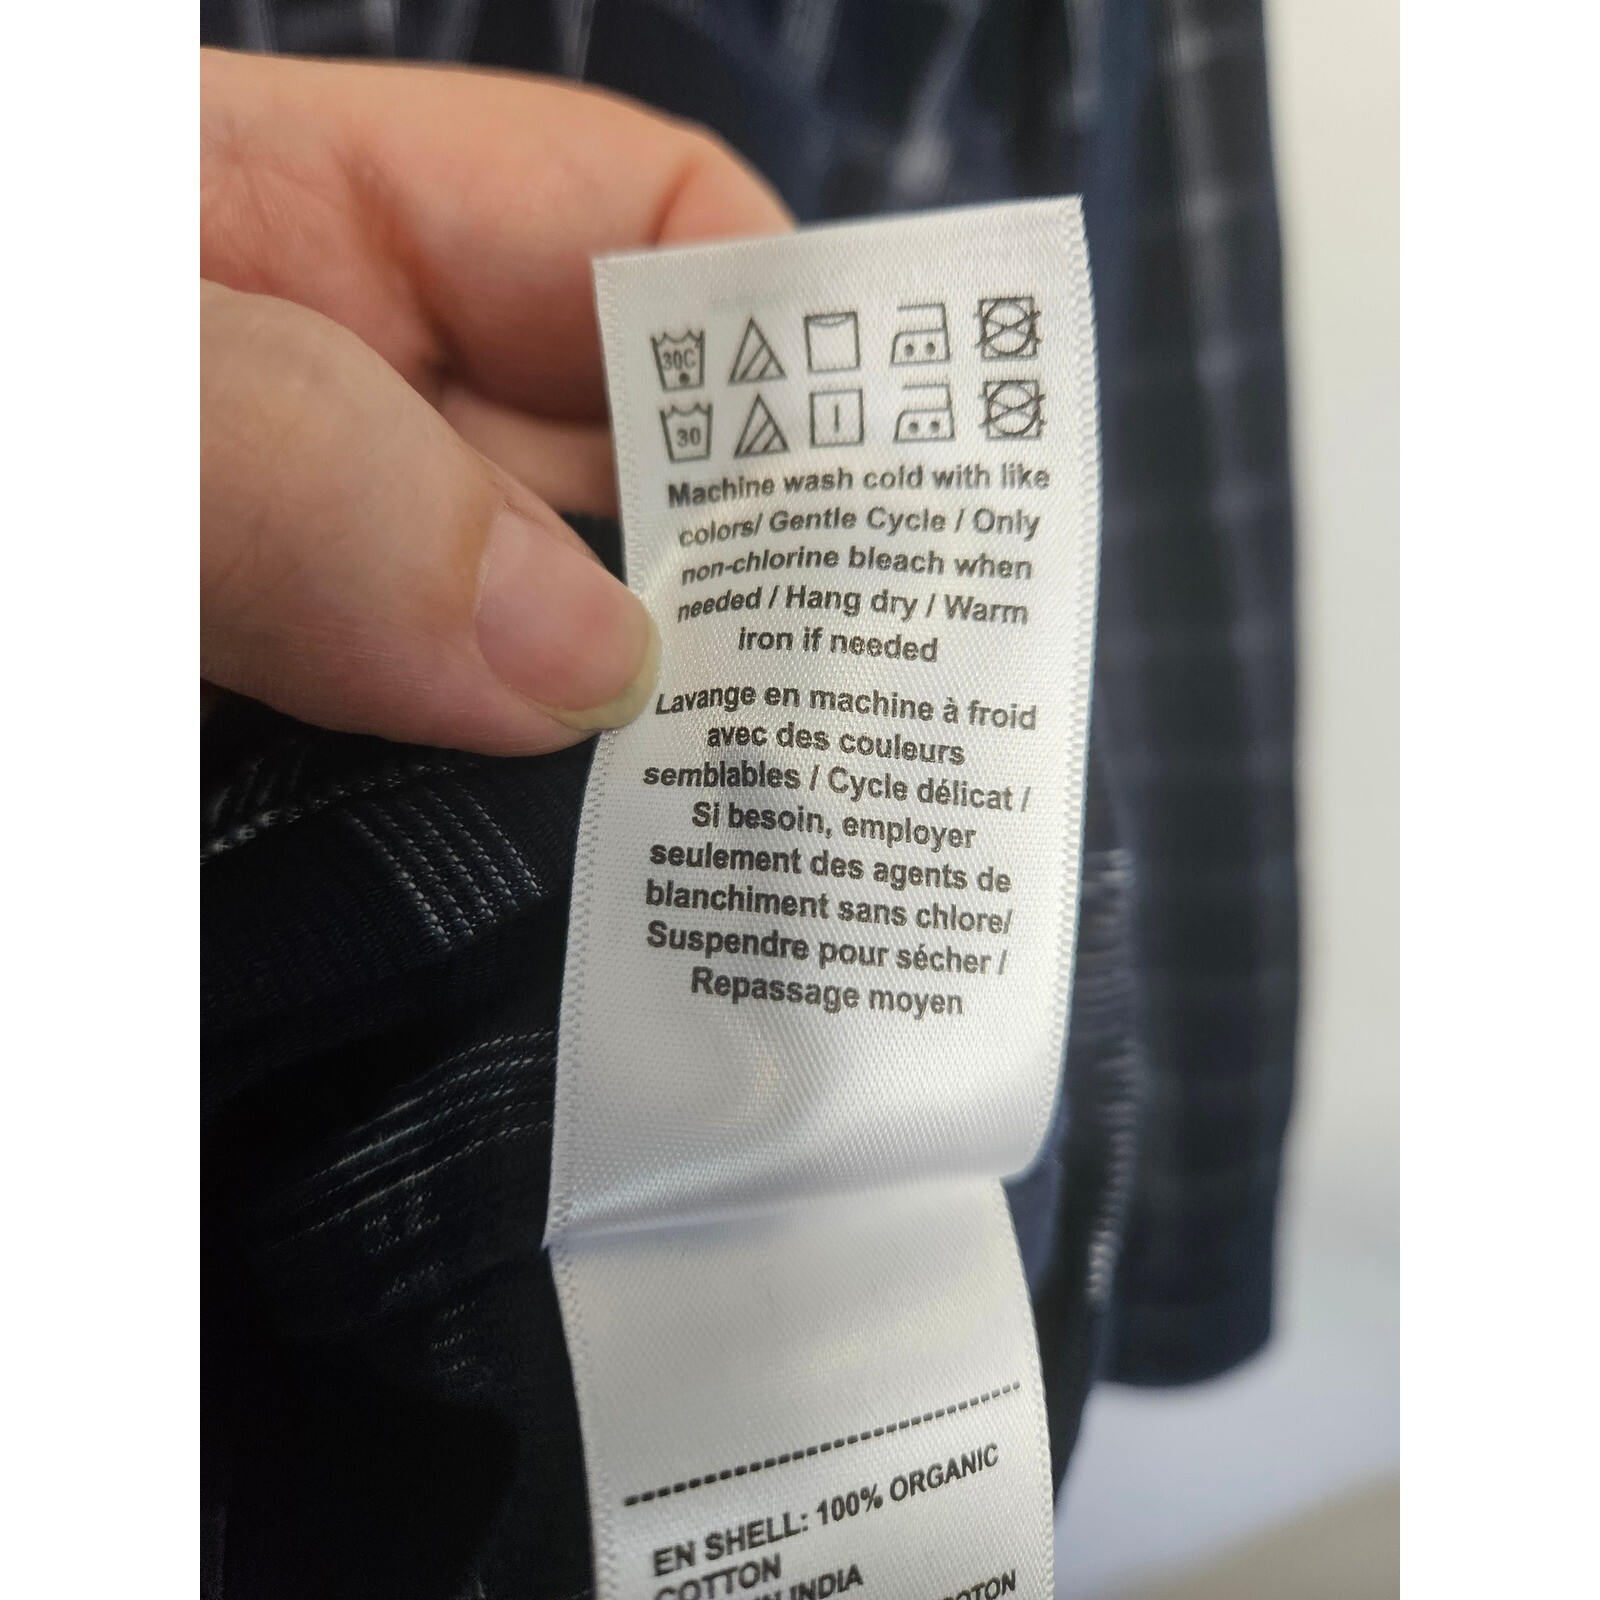 30C
30
Machine wash cold with like
colors/ Gentle Cycle / Only
non-chlorine bleach when
needed / Hang dry / Warm
iron if needed
Lavange en machine à froid
avec des couleurs
semblables / Cycle délicat /
Si besoin, employer
seulement des agents de
blanchiment sans chlore/
Suspendre pour sécher /
Repassage moyen
EN SHELL: 100% ORGANIC
COTTON
INDIA